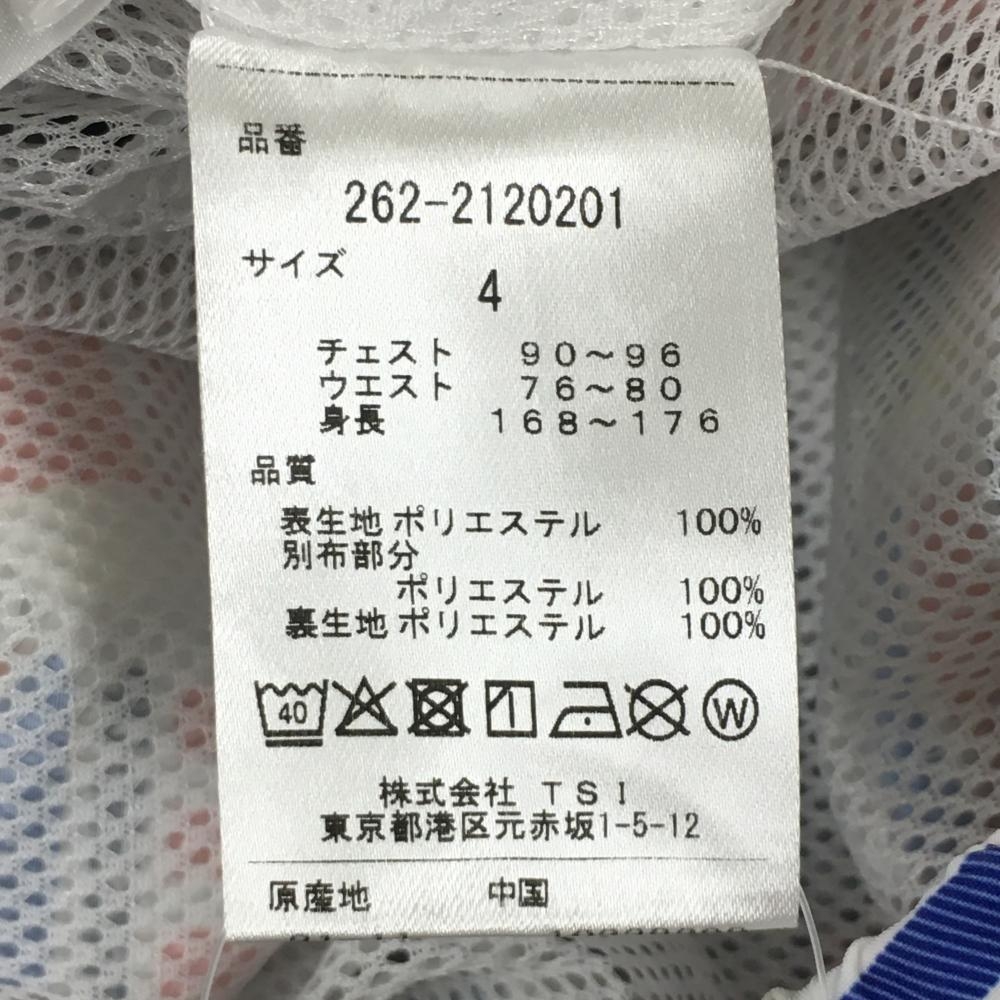 品番
262-2120201
サイズ
4
チェスト 90～96
ウエスト 76～80
身長 168～176
品質
表生地 ポリエステル 100%
別布部分
ポリエステル 100%
裏生地 ポリエステル 100%
40 W
株式会社 TSI
東京都港区元赤坂1-5-12
原産地 中国